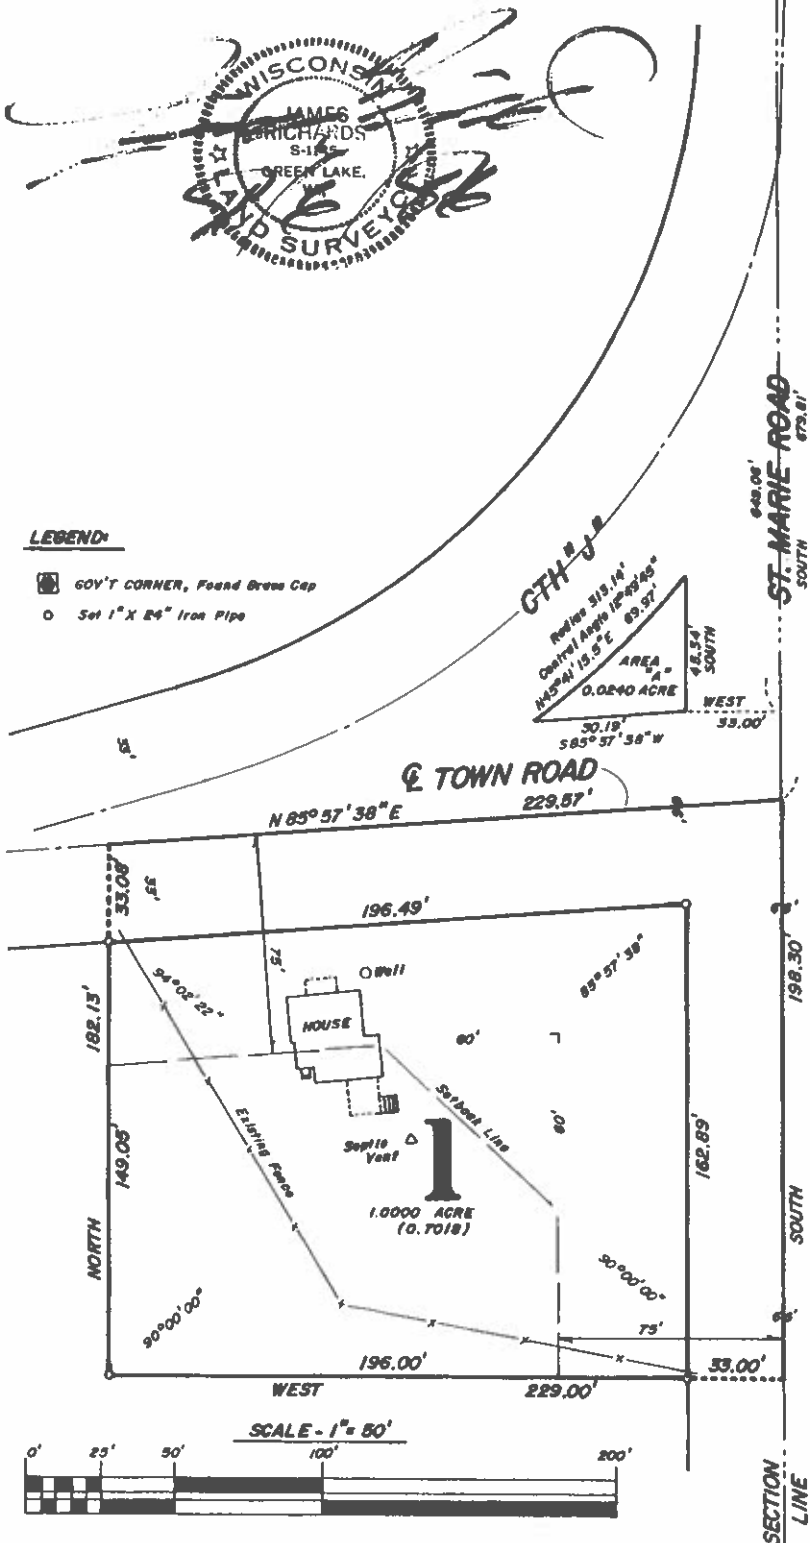 WISCONSIN
JAMES
RICHARDS
GREEN LAKE,
LAND SURVEYOR
ST. MARIE ROAD
SOUTH
LEGEND:
GOV'T CORNER, Found Brass Cap
Set 1" X 24" Iron Pipe
CTH "J"
Radius 313.14'
Central Angle 12°49'45"
N45°41'15.5"E 69.97'
AREA
"A"
0.0240 ACRE
48.54'
SOUTH
WEST
33.00'
30.19'
S85°57'38"W
33'
℄ TOWN ROAD
N 85°57'38" E
229.57'
33.08'
33'
196.49'
75'
94°02'22"
Well
85°57'38"
198.30'
182.13'
HOUSE
60'
60'
Setback Line
Existing Fence
Septic
Vent
149.05'
1
1.0000 ACRE
(0.7018)
162.89'
NORTH
SOUTH
90°00'00"
90°00'00"
66'
75'
196.00'
33.00'
WEST
229.00'
SCALE - 1" = 50'
0' 25' 50' 100' 200'
SECTION
LINE